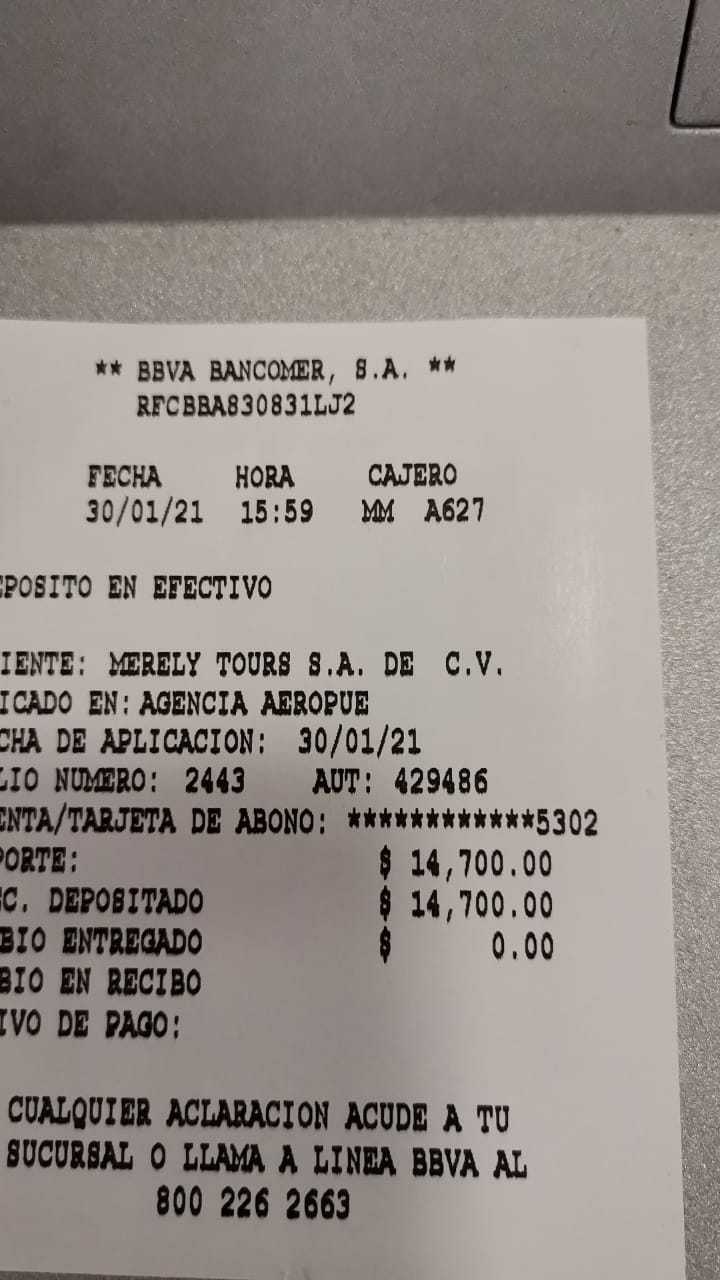 ** BBVA BANCOMER, S.A. **
RFCBBA830831LJ2
FECHA HORA CAJERO
30/01/21 15:59 MM A627
EPOSITO EN EFECTIVO
IENTE: MERELY TOURS S.A. DE C.V.
ICADO EN: AGENCIA AEROPUE
CHA DE APLICACION: 30/01/21
LIO NUMERO: 2443 AUT: 429486
ENTA/TARJETA DE ABONO: ************5302
PORTE: $ 14,700.00
EC. DEPOSITADO $ 14,700.00
BIO ENTREGADO $ 0.00
BIO EN RECIBO
IVO DE PAGO:
CUALQUIER ACLARACION ACUDE A TU
SUCURSAL O LLAMA A LINEA BBVA AL
800 226 2663